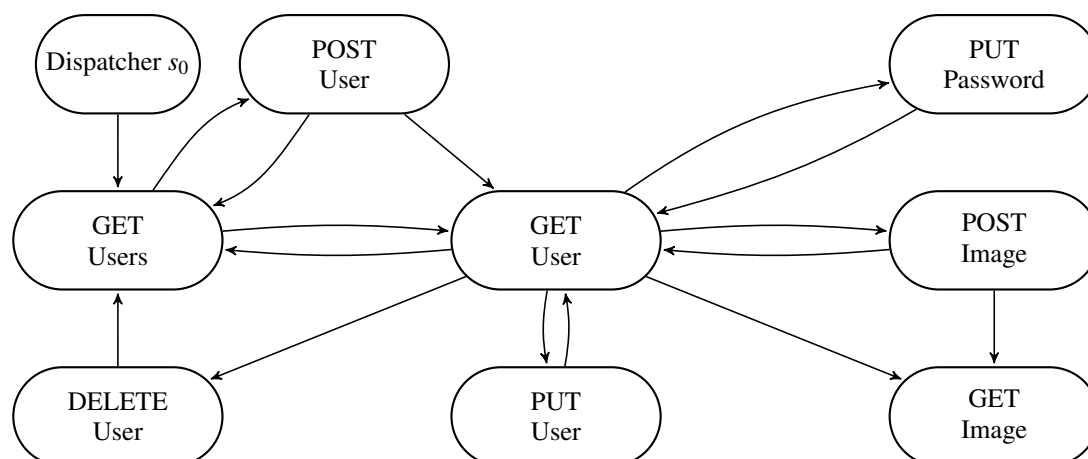 Dispatcher s₀
POST
User
PUT
Password
GET
Users
GET
User
POST
Image
DELETE
User
PUT
User
GET
Image